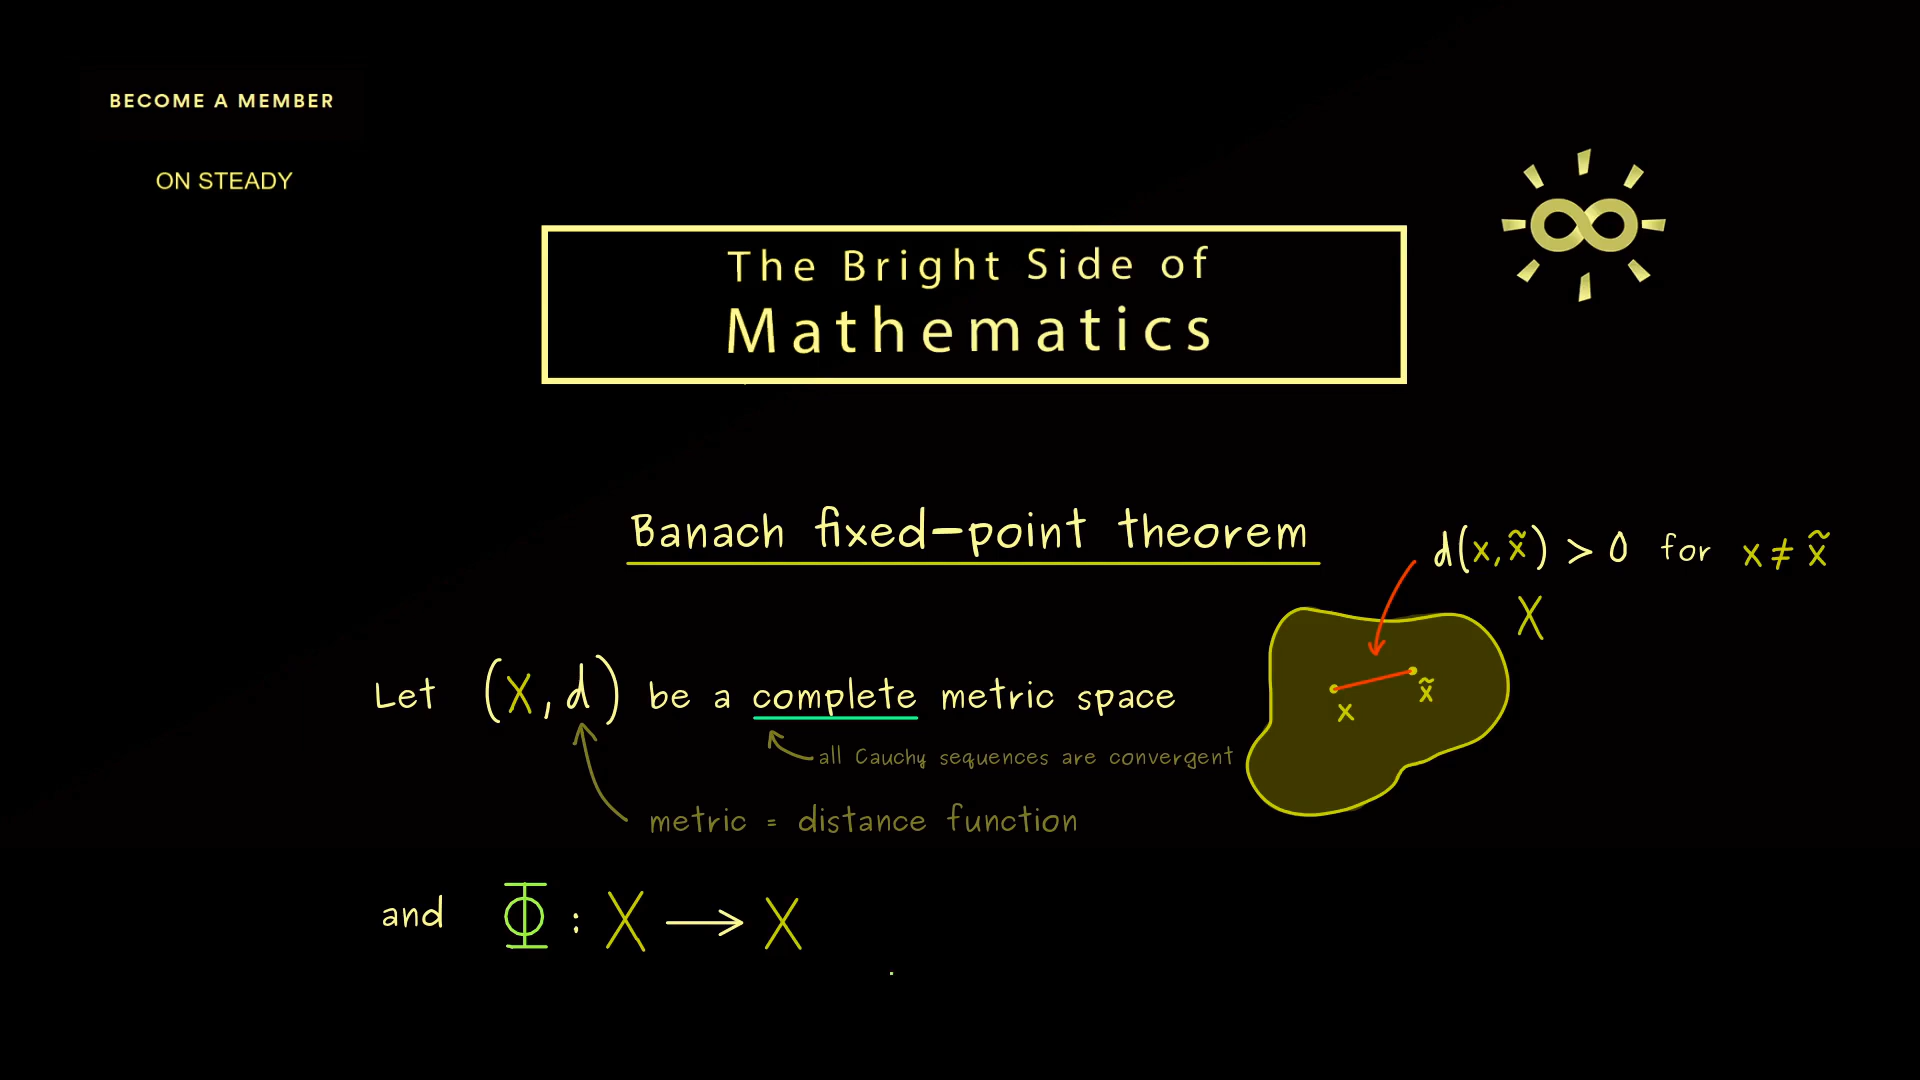 BECOME A MEMBER
ON STEADY
The Bright Side of
Mathematics
Banach fixed-point theorem
d(x, x̃) > 0 for x ≠ x̃
X
Let (X, d) be a complete metric space
x x̃
all Cauchy sequences are convergent
metric = distance function
and Φ : X ⟶ X